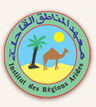 معهد المناطق القاحلة
Institut des Régions Arides